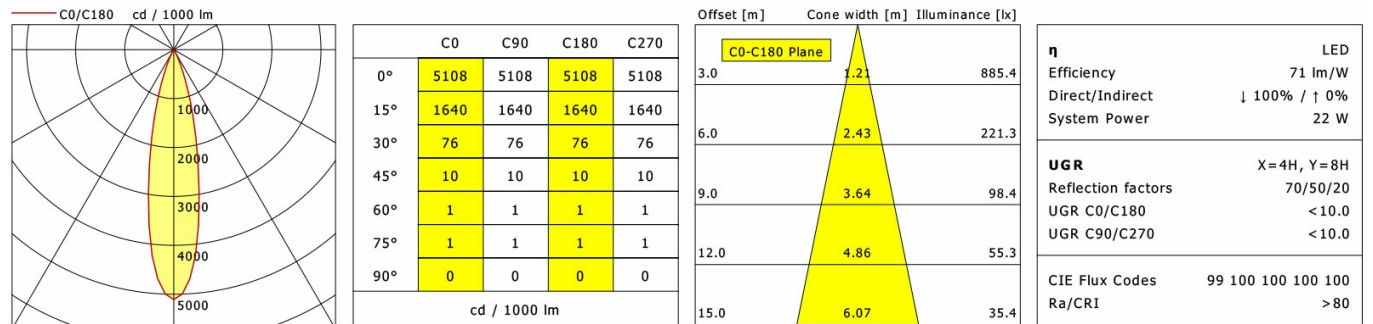 C0/C180 cd / 1000 lm
1000
2000
3000
4000
5000
C0 C90 C180 C270
0° 5108 5108 5108 5108
15° 1640 1640 1640 1640
30° 76 76 76 76
45° 10 10 10 10
60° 1 1 1 1
75° 1 1 1 1
90° 0 0 0 0
cd / 1000 lm
Offset [m] Cone width [m] Illuminance [lx]
C0-C180 Plane
3.0 1.21 885.4
6.0 2.43 221.3
9.0 3.64 98.4
12.0 4.86 55.3
15.0 6.07 35.4
η LED
Efficiency 71 lm/W
Direct/Indirect ↓ 100% / ↑ 0%
System Power 22 W
UGR X=4H, Y=8H
Reflection factors 70/50/20
UGR C0/C180 <10.0
UGR C90/C270 <10.0
CIE Flux Codes 99 100 100 100 100
Ra/CRI >80